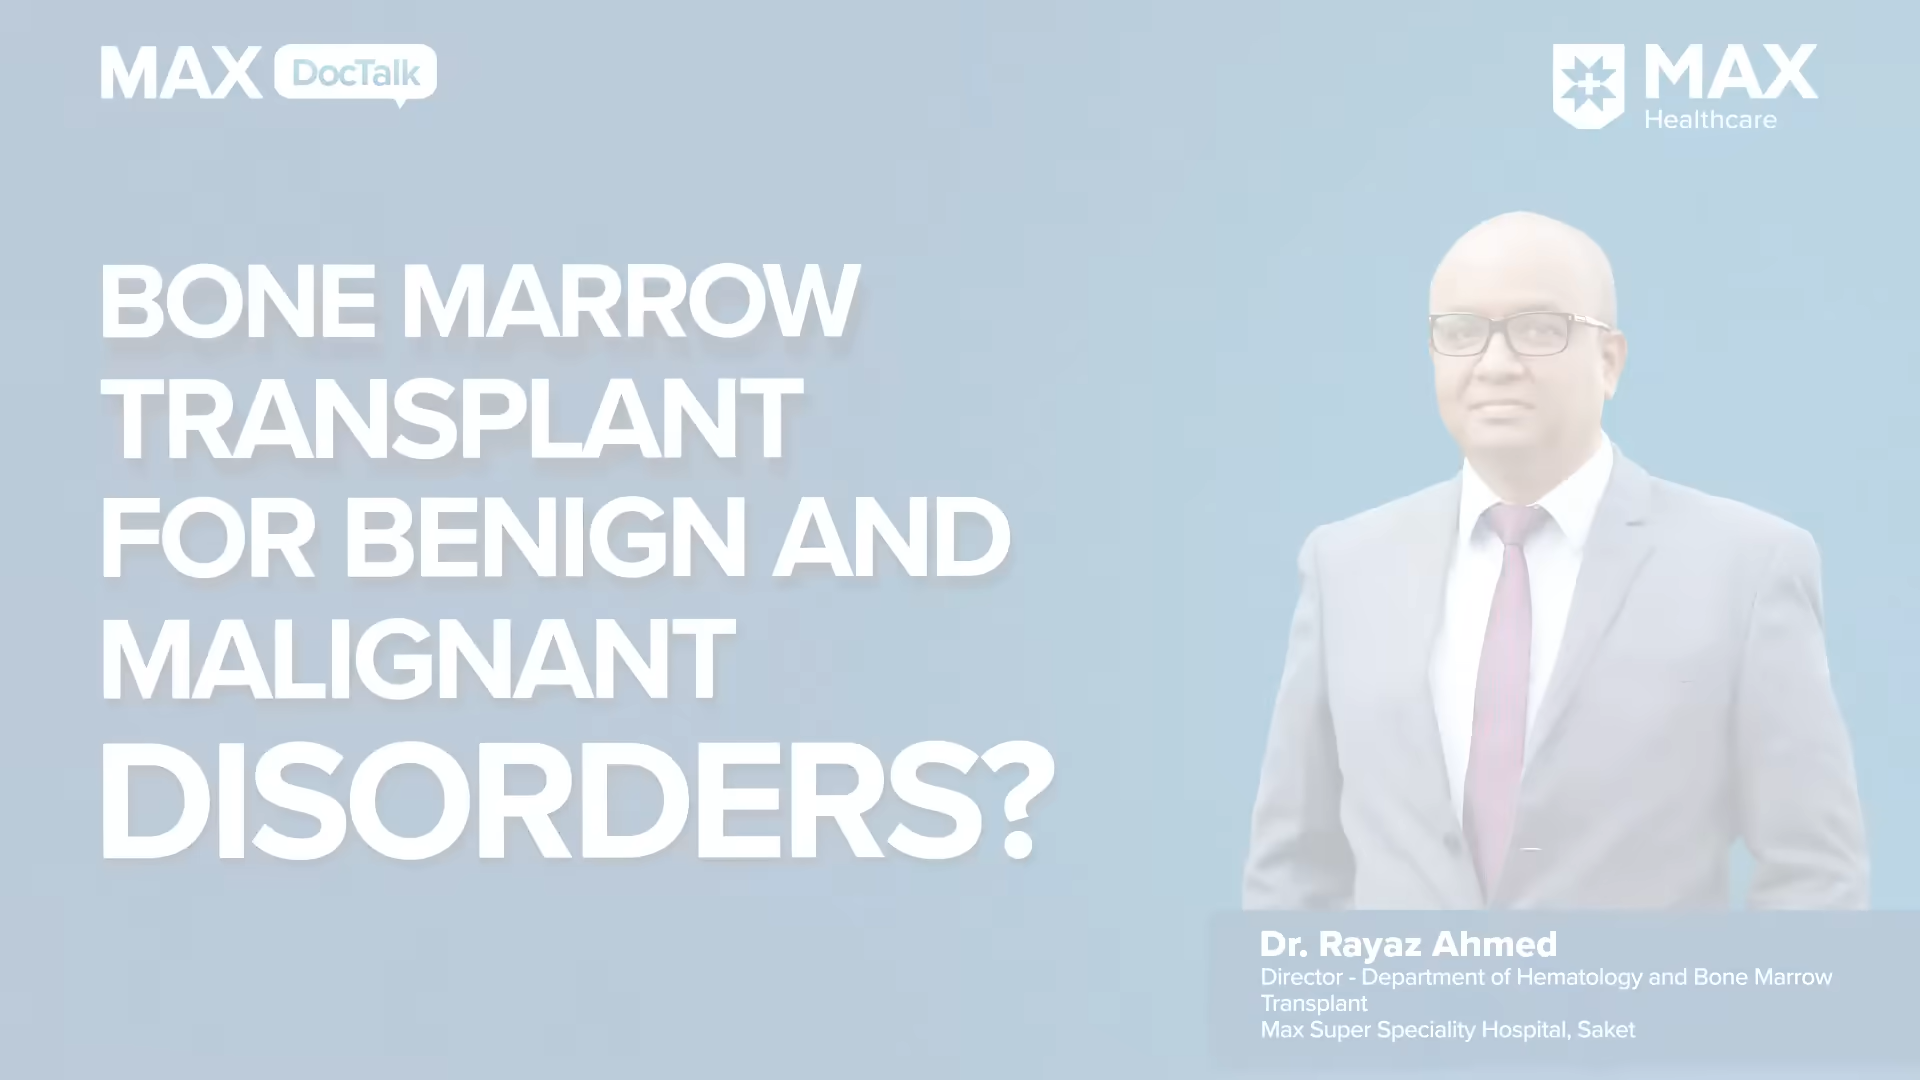 MAX DocTalk
MAX
Healthcare
BONE MARROW
TRANSPLANT
FOR BENIGN AND
MALIGNANT
DISORDERS?
Dr. Rayaz Ahmed
Director - Department of Hematology and Bone Marrow
Transplant
Max Super Speciality Hospital, Saket